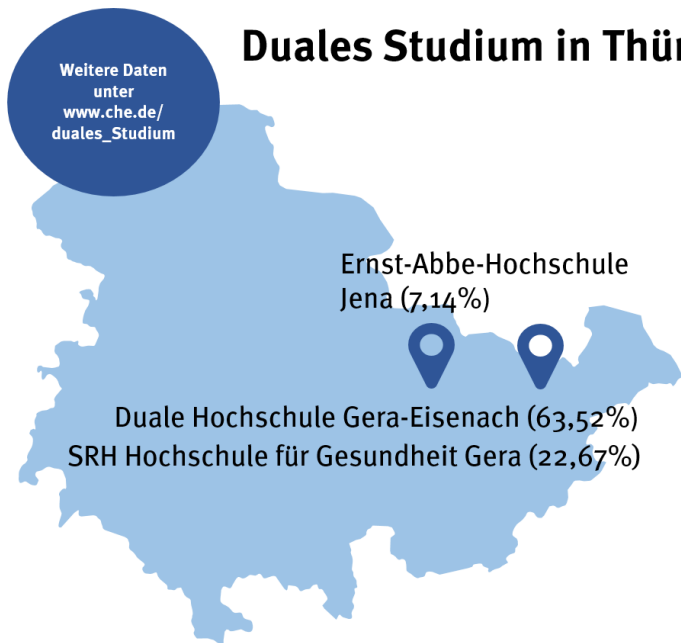 Duales Studium in Thür
Weitere Daten
unter
www.che.de/
duales_Studium
Ernst-Abbe-Hochschule
Jena (7,14%)
Duale Hochschule Gera-Eisenach (63,52%)
SRH Hochschule für Gesundheit Gera (22,67%)